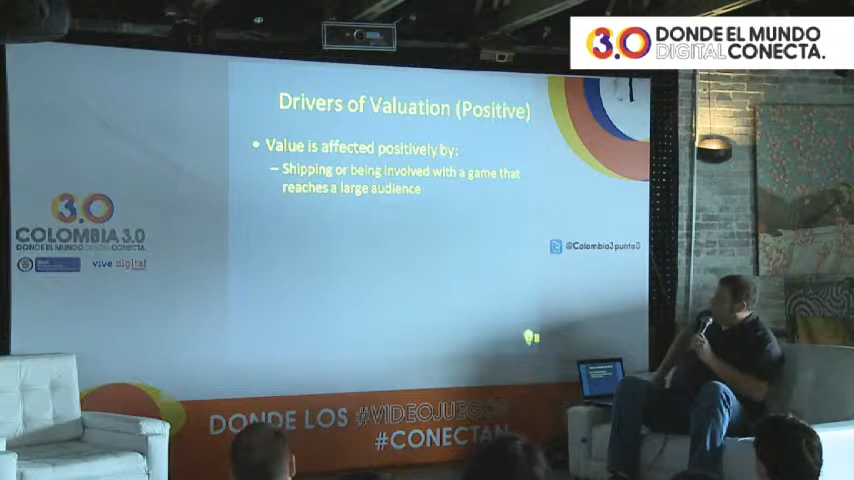 3.0 DONDE EL MUNDO
DIGITAL CONECTA.
Drivers of Valuation (Positive)
• Value is affected positively by:
– Shipping or being involved with a game that
reaches a large audience
3.0
COLOMBIA 3.0
DONDE EL MUNDO DIGITAL CONECTA.
vive digital
@Colombia3punto0
DONDE LOS #VIDEOJUEGOS
#CONECTAN